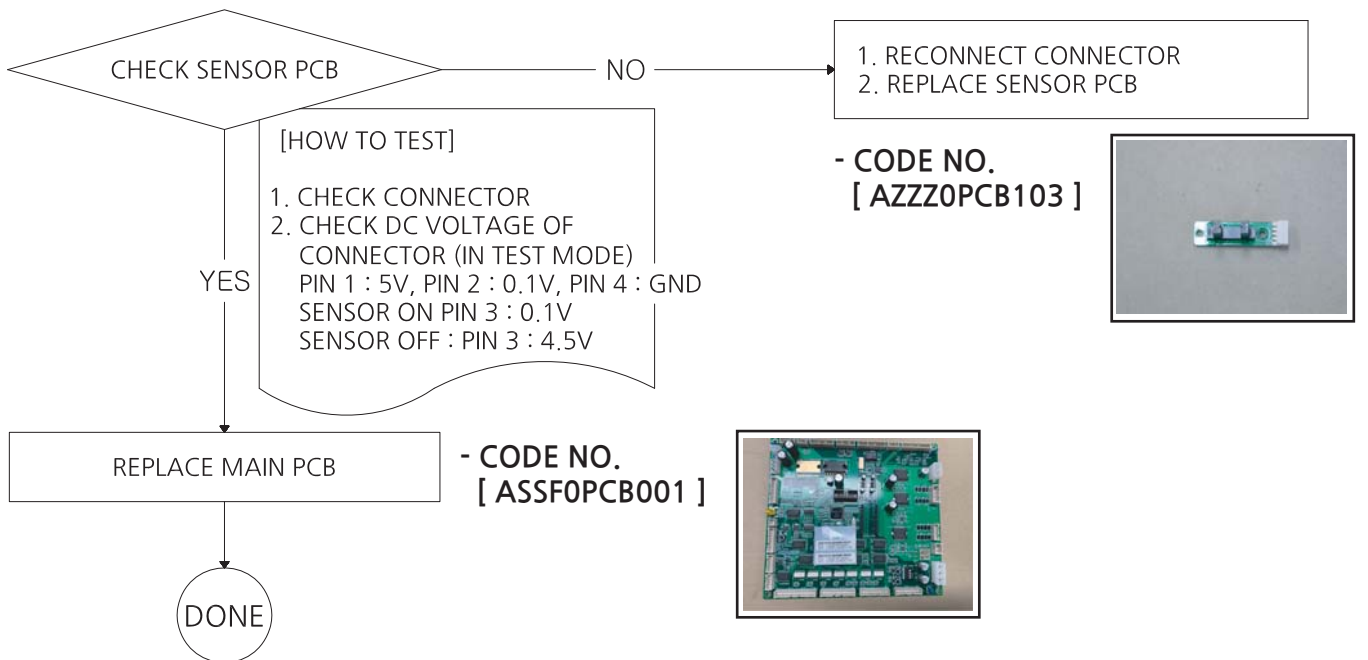 CHECK SENSOR PCB
NO
1. RECONNECT CONNECTOR
2. REPLACE SENSOR PCB
[HOW TO TEST]
1. CHECK CONNECTOR
2. CHECK DC VOLTAGE OF
CONNECTOR (IN TEST MODE)
PIN 1 : 5V, PIN 2 : 0.1V, PIN 4 : GND
SENSOR ON PIN 3 : 0.1V
SENSOR OFF : PIN 3 : 4.5V
- CODE NO.
[ AZZZ0PCB103 ]
YES
REPLACE MAIN PCB
- CODE NO.
[ ASSF0PCB001 ]
DONE